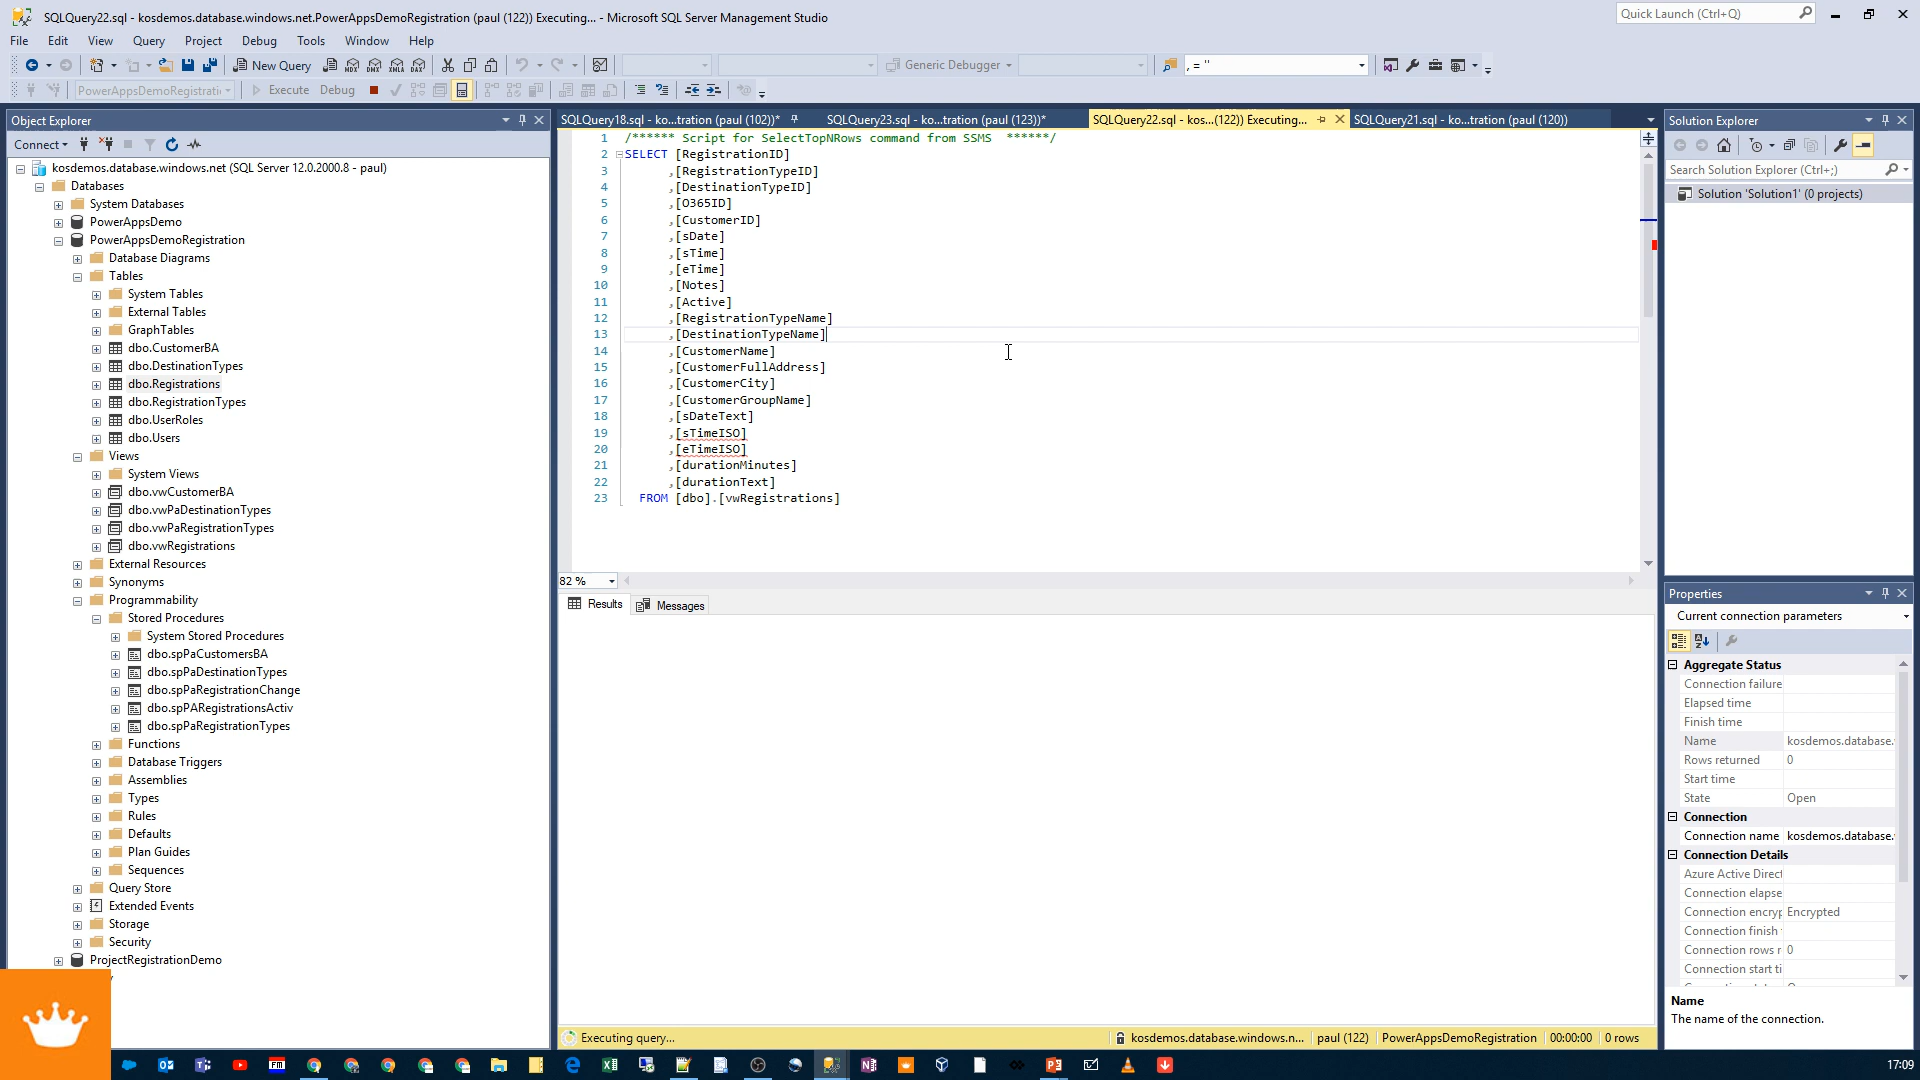 SQLQuery22.sql - kosdemos.database.windows.net.PowerAppsDemoRegistration (paul (122)) Executing... - Microsoft SQL Server Management Studio
Quick Launch (Ctrl+Q)
File Edit View Query Project Debug Tools Window Help
New Query
Generic Debugger
, = "
PowerAppsDemoRegistrati
Execute Debug
Object Explorer
Connect
kosdemos.database.windows.net (SQL Server 12.0.2000.8 - paul)
Databases
System Databases
PowerAppsDemo
PowerAppsDemoRegistration
Database Diagrams
Tables
System Tables
External Tables
GraphTables
dbo.CustomerBA
dbo.DestinationTypes
dbo.Registrations
dbo.RegistrationTypes
dbo.UserRoles
dbo.Users
Views
System Views
dbo.vwCustomerBA
dbo.vwPaDestinationTypes
dbo.vwPaRegistrationTypes
dbo.vwRegistrations
External Resources
Synonyms
Programmability
Stored Procedures
System Stored Procedures
dbo.spPaCustomersBA
dbo.spPaDestinationTypes
dbo.spPaRegistrationChange
dbo.spPARegistrationsActiv
dbo.spPaRegistrationTypes
Functions
Database Triggers
Assemblies
Types
Rules
Defaults
Plan Guides
Sequences
Query Store
Extended Events
Storage
Security
ProjectRegistrationDemo
SQLQuery18.sql - ko...tration (paul (102))* SQLQuery23.sql - ko...tration (paul (123))* SQLQuery22.sql - kos...(122)) Executing... SQLQuery21.sql - ko...tration (paul (120))
1 /****** Script for SelectTopNRows command from SSMS ******/
2 SELECT [RegistrationID]
3 ,[RegistrationTypeID]
4 ,[DestinationTypeID]
5 ,[O365ID]
6 ,[CustomerID]
7 ,[sDate]
8 ,[sTime]
9 ,[eTime]
10 ,[Notes]
11 ,[Active]
12 ,[RegistrationTypeName]
13 ,[DestinationTypeName]
14 ,[CustomerName]
15 ,[CustomerFullAddress]
16 ,[CustomerCity]
17 ,[CustomerGroupName]
18 ,[sDateText]
19 ,[sTimeISO]
20 ,[eTimeISO]
21 ,[durationMinutes]
22 ,[durationText]
23 FROM [dbo].[vwRegistrations]
82 %
Results Messages
Executing query...
kosdemos.database.windows.n... paul (122) PowerAppsDemoRegistration 00:00:00 0 rows
Solution Explorer
Search Solution Explorer (Ctrl+;)
Solution 'Solution1' (0 projects)
Properties
Current connection parameters
Aggregate Status
Connection failure
Elapsed time
Finish time
Name kosdemos.database.
Rows returned 0
Start time
State Open
Connection
Connection name kosdemos.database.
Connection Details
Azure Active Direct
Connection elapse
Connection encryp Encrypted
Connection finish
Connection rows r 0
Connection start ti
Name
The name of the connection.
17:09